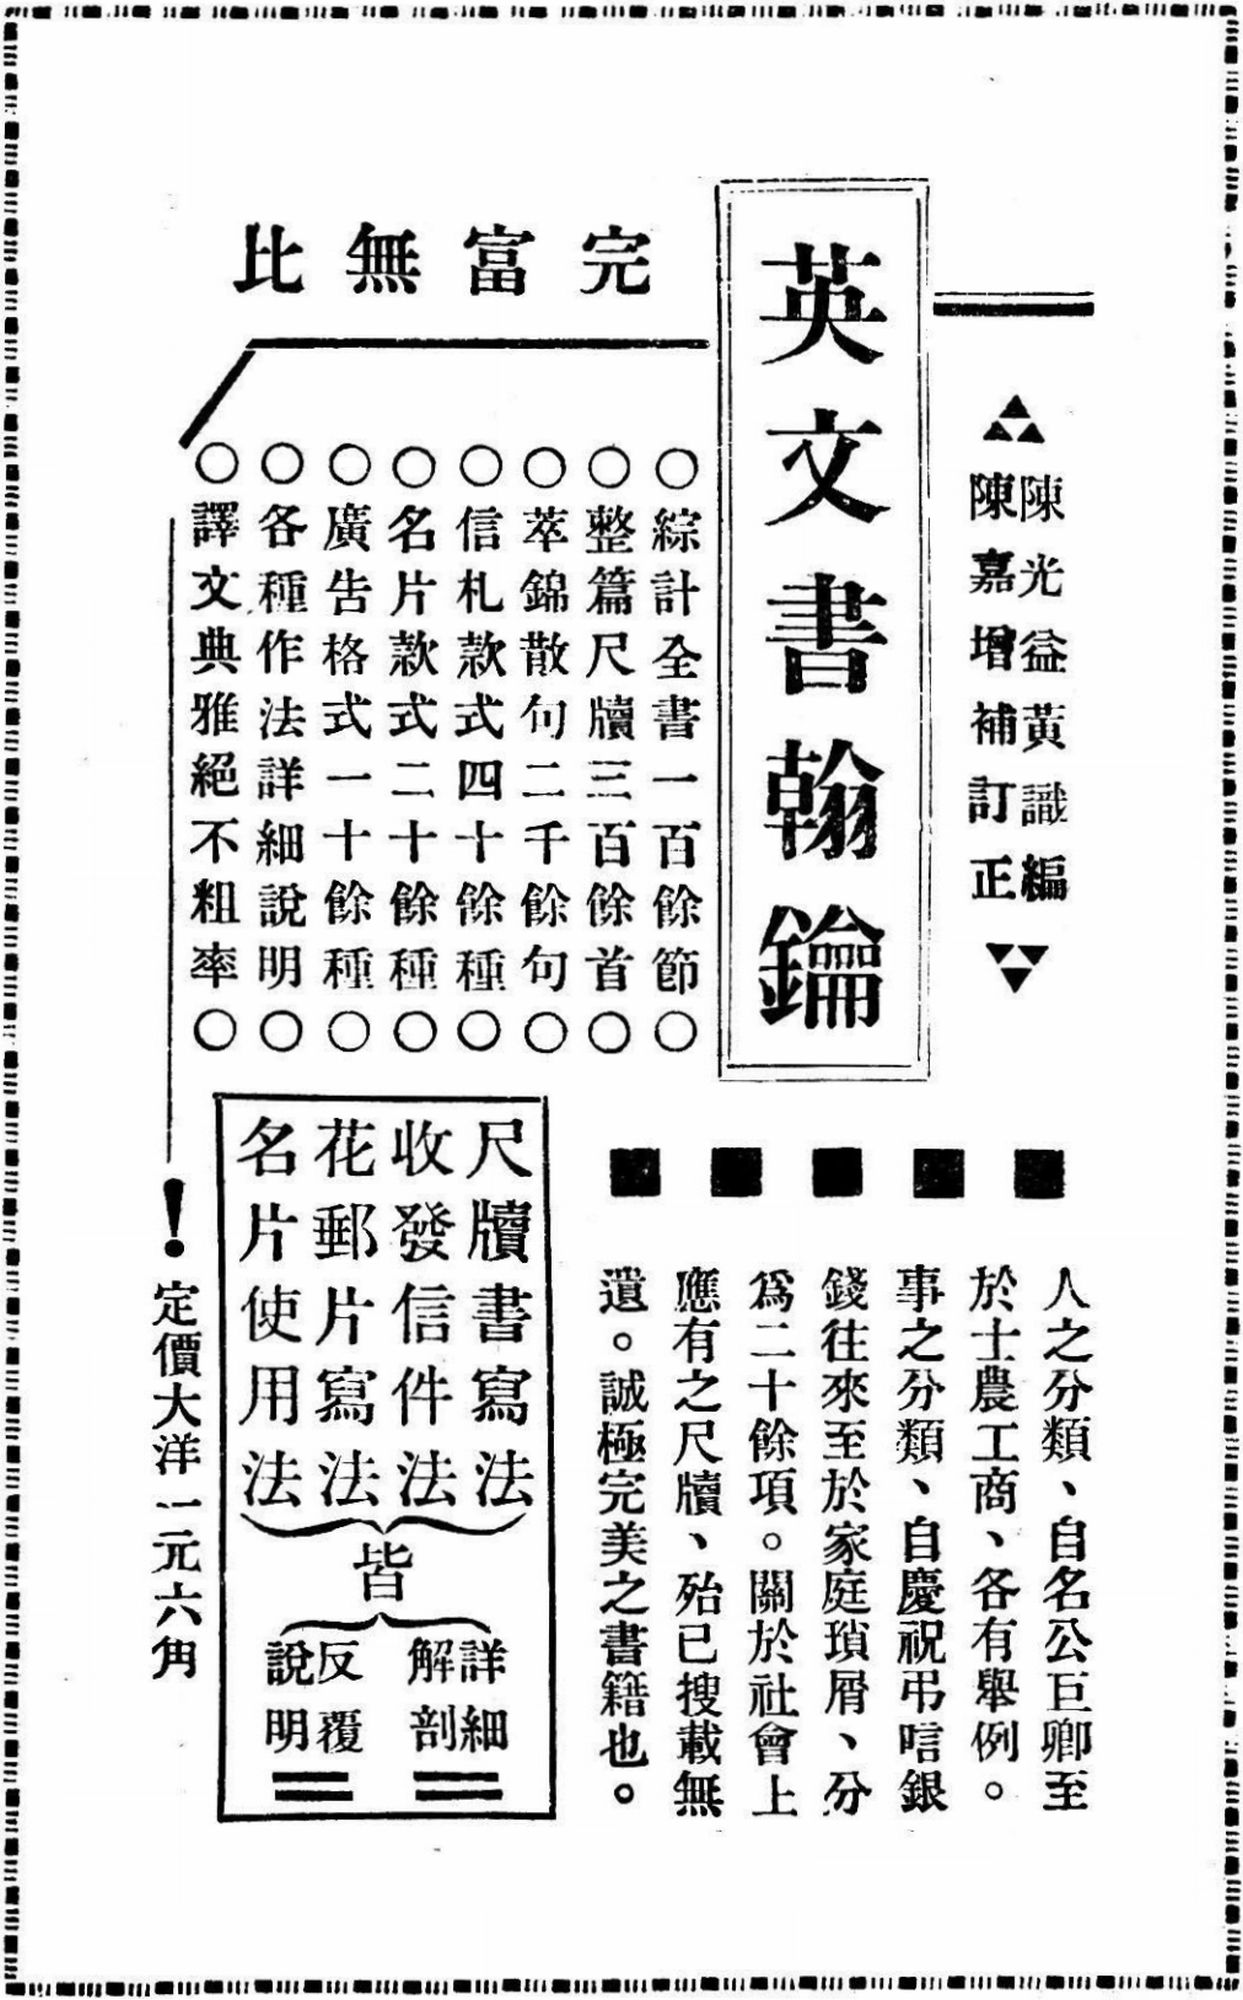 陳光益黃識編
陳嘉增補訂正
英文書翰鑰
完富無比
○綜計全書一百餘節○
○整篇尺牘三百餘首○
○萃錦散句二千餘句○
○信札款式四十餘種○
○名片款式二十餘種○
○廣告格式一十餘種○
○各種作法詳細說明○
○譯文典雅絕不粗率○
人之分類、自名公巨卿至
於士農工商、各有舉例。
事之分類、自慶祝弔唁銀
錢往來至於家庭瑣屑、分
爲二十餘項。關於社會上
應有之尺牘、殆已搜載無
遺。誠極完美之書籍也。
尺牘書寫法
收發信件法
花郵片寫法
名片使用法
皆
詳細
解剖
反覆
說明
！定價大洋一元六角